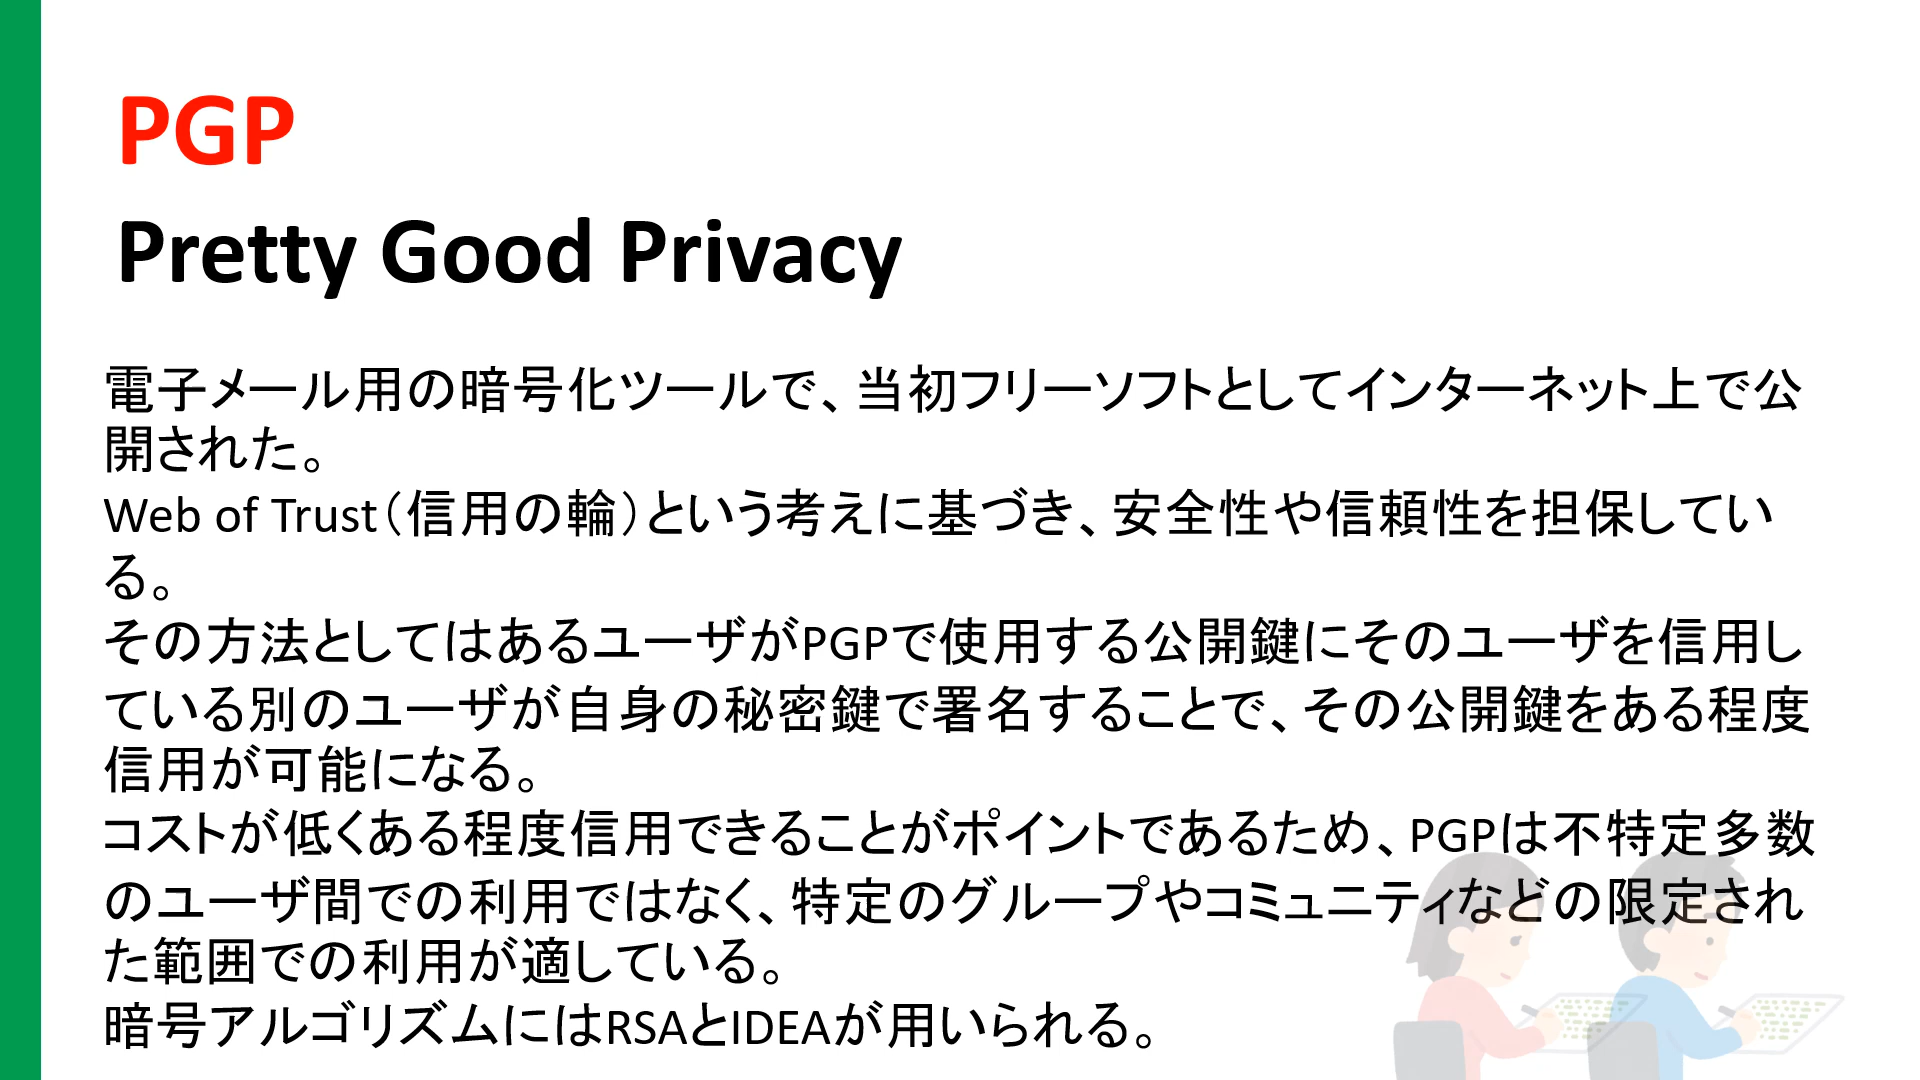 PGP
Pretty Good Privacy
電子メール用の暗号化ツールで、当初フリーソフトとしてインターネット上で公
開された。
Web of Trust（信用の輪）という考えに基づき、安全性や信頼性を担保してい
る。
その方法としてはあるユーザがPGPで使用する公開鍵にそのユーザを信用し
ている別のユーザが自身の秘密鍵で署名することで、その公開鍵をある程度
信用が可能になる。
コストが低くある程度信用できることがポイントであるため、PGPは不特定多数
のユーザ間での利用ではなく、特定のグループやコミュニティなどの限定され
た範囲での利用が適している。
暗号アルゴリズムにはRSAとIDEAが用いられる。